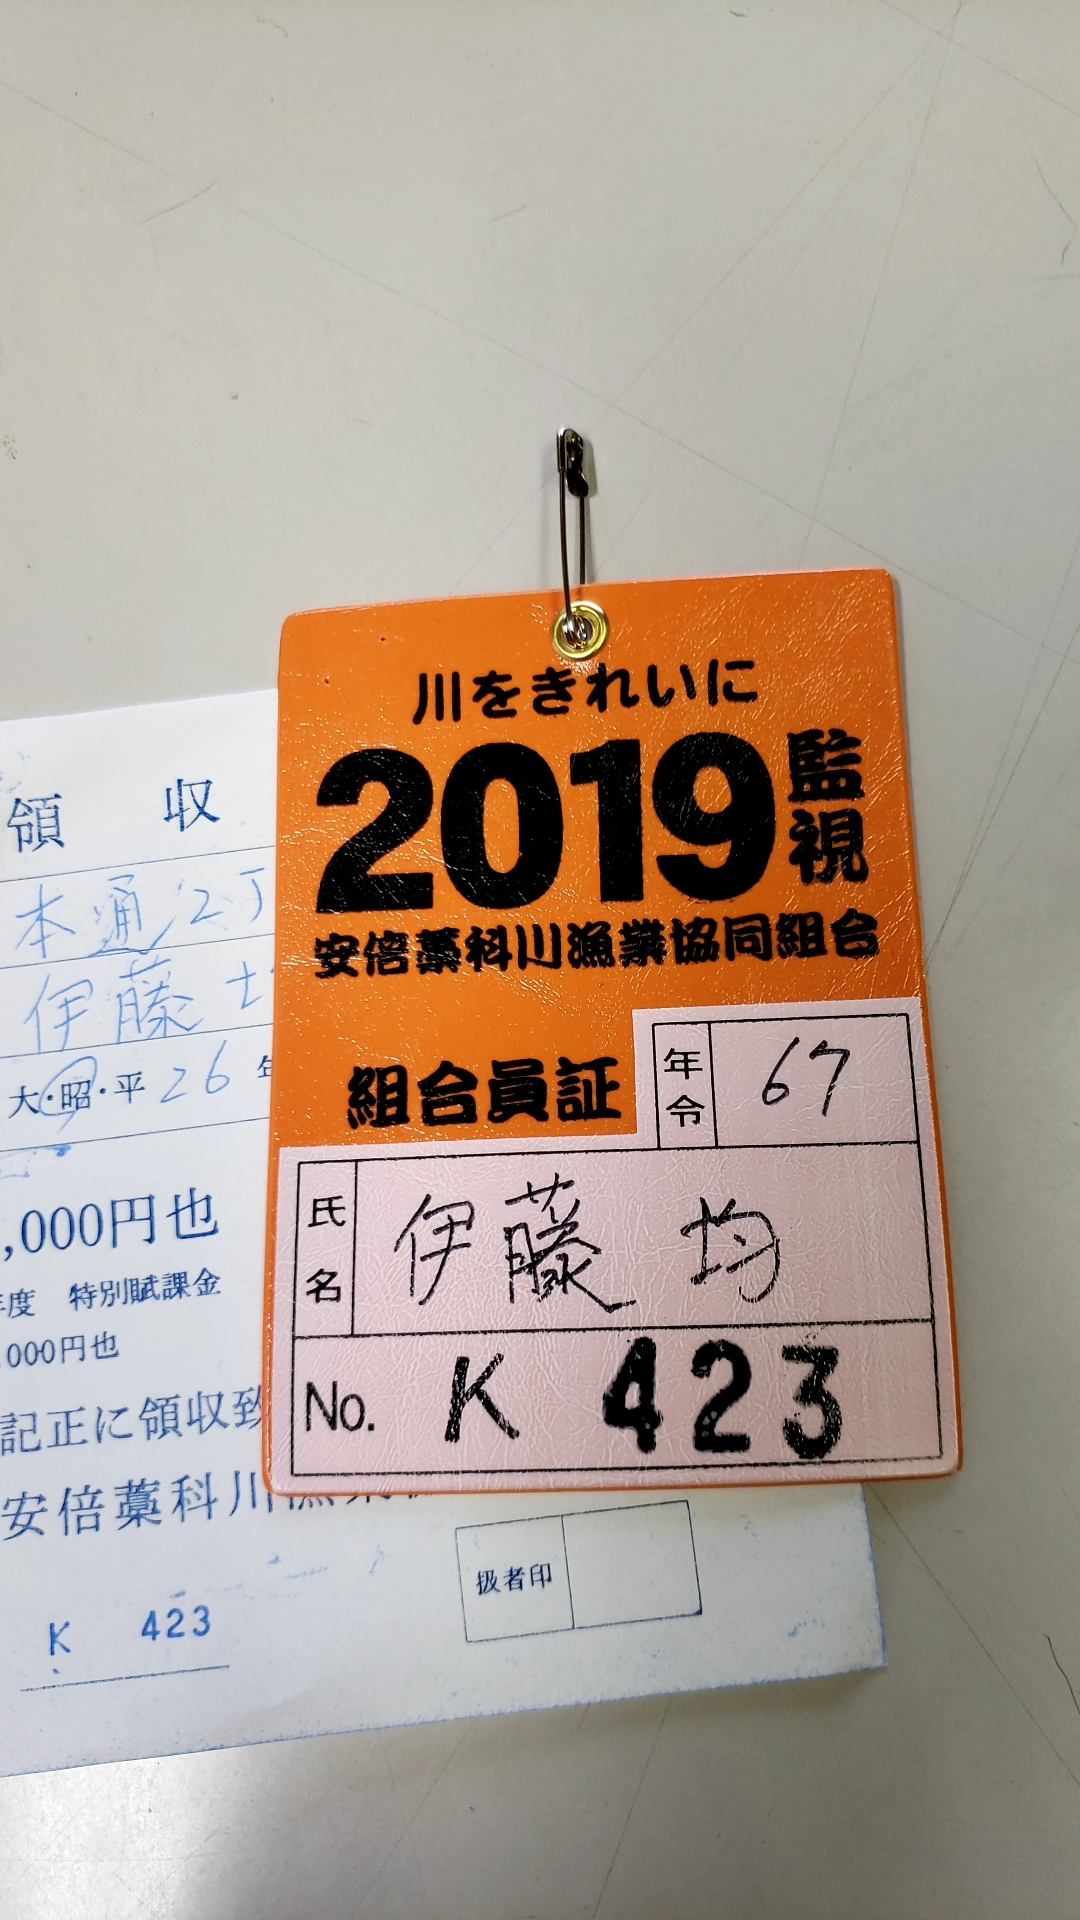 川をきれいに
2019
監視
安倍藁科川漁業協同組合
組合員証
年令
67
氏名
伊藤 均
No. K 423
領 収
本通2丁
伊藤
大・昭・平 26 年
,000円也
年度 特別賦課金
,000円也
記正に領収致
安倍藁科川漁業
扱者印
K 423